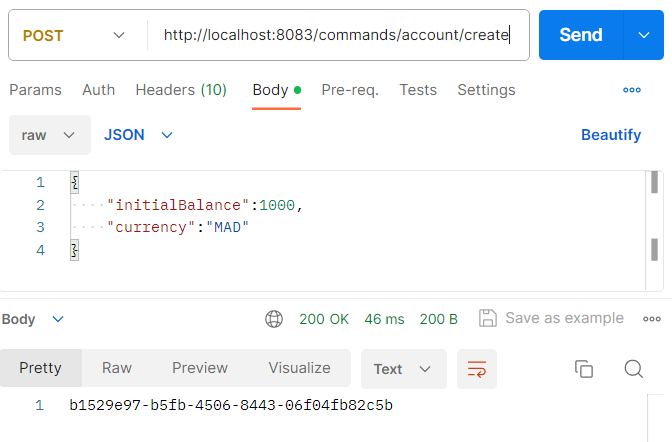 POST http://localhost:8083/commands/account/create Send
Params Auth Headers (10) Body Pre-req. Tests Settings
raw JSON Beautify
1 {
2 "initialBalance":1000,
3 "currency":"MAD"
4 }
Body 200 OK 46 ms 200 B Save as example
Pretty Raw Preview Visualize Text
1 b1529e97-b5fb-4506-8443-06f04fb82c5b